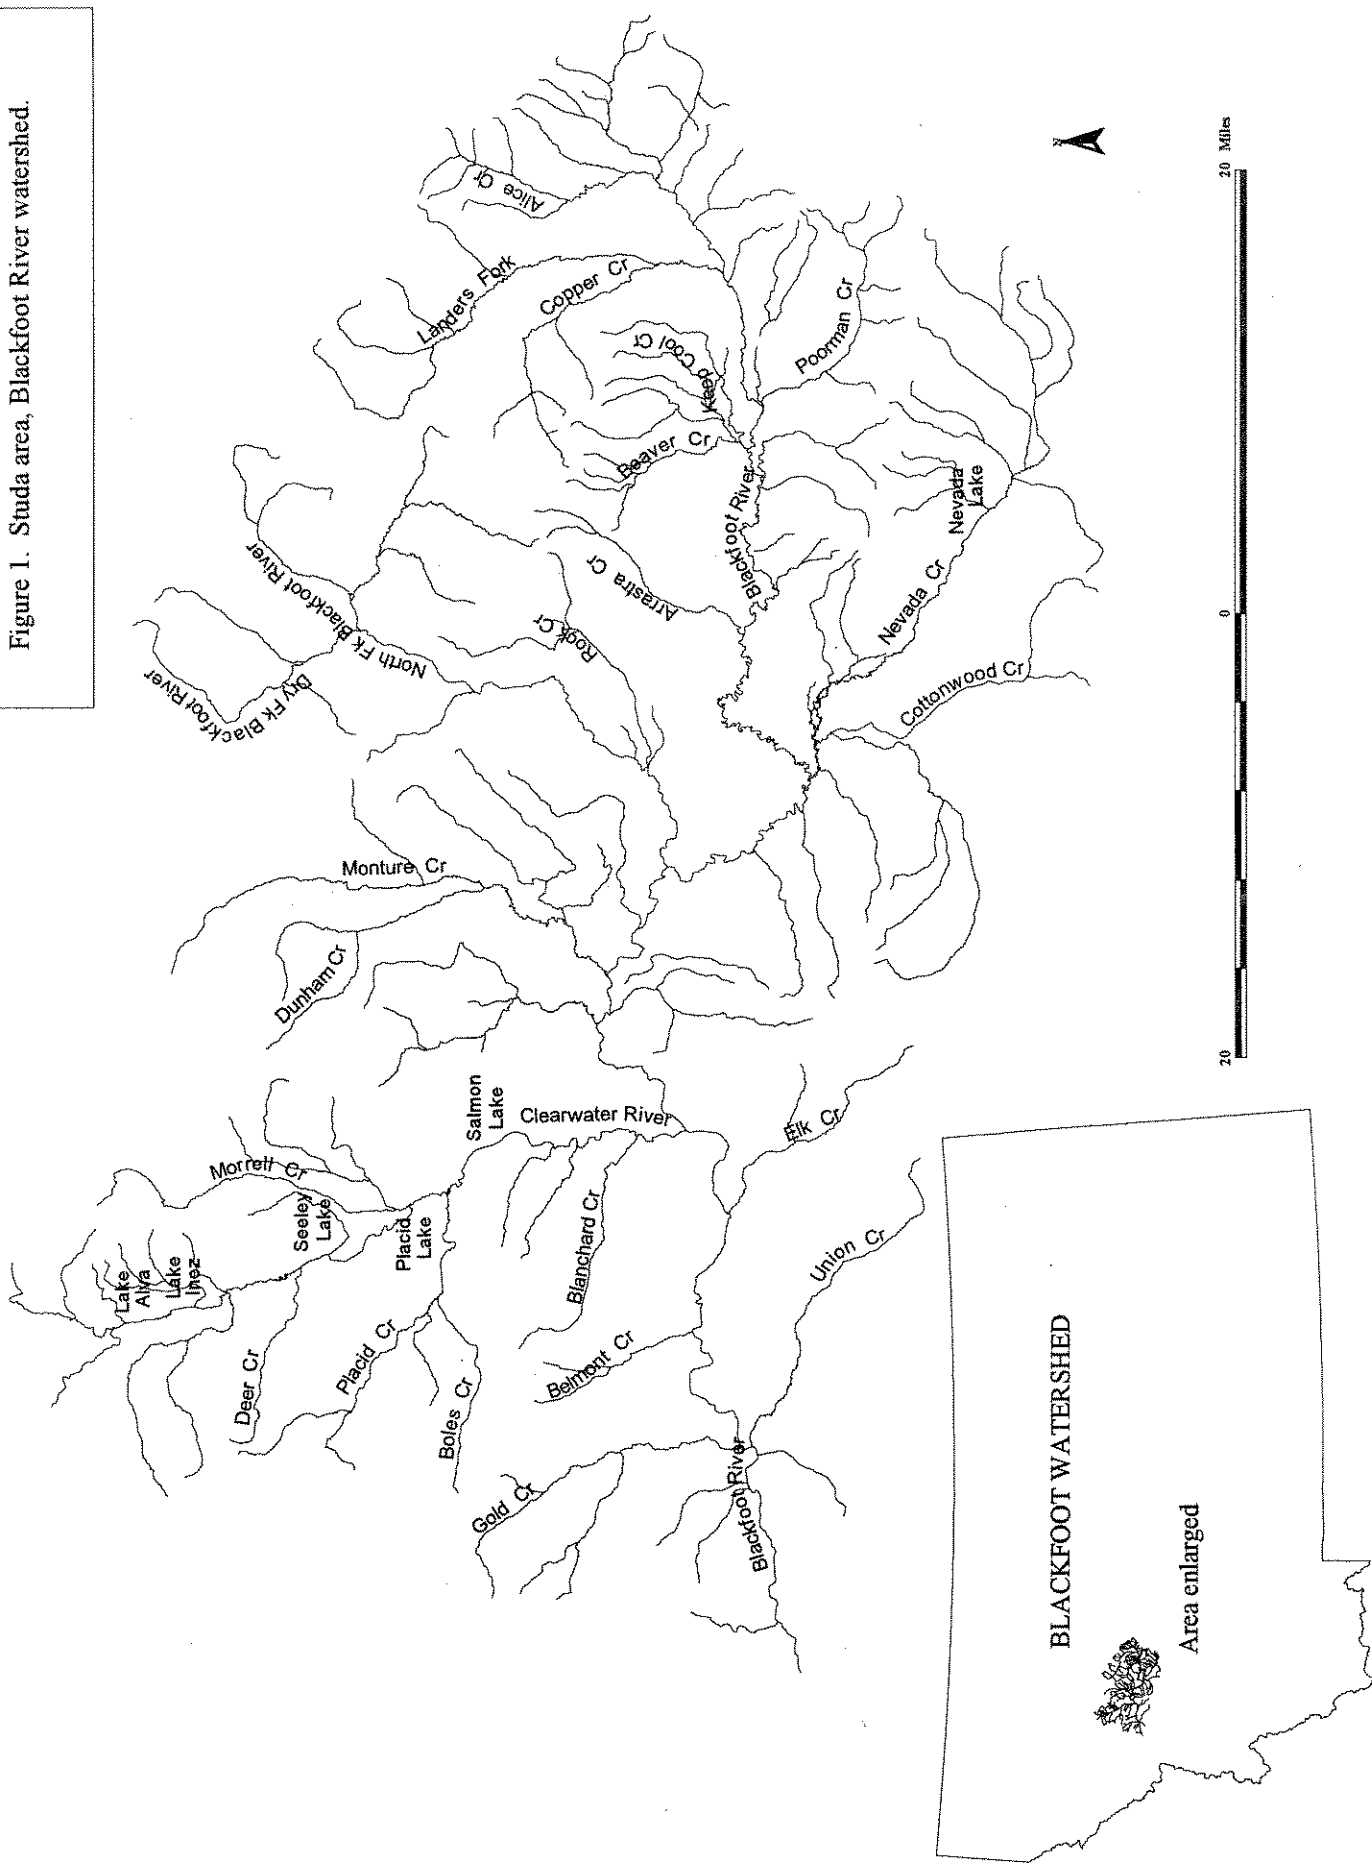 Figure 1. Studa area, Blackfoot River watershed.
Alice Cr
Landers Fork
Copper Cr
Keep Cool Cr
Poorman Cr
Beaver Cr
Blackfoot River
Nevada
Lake
North Fk Blackfoot River
Dry Fk Blackfoot River
Arrastra Cr
Rock Cr
Nevada Cr
Cottonwood Cr
Monture Cr
Dunham Cr
Salmon
Lake
Clearwater River
Elk Cr
Morrell Cr
Seeley
Lake
Placid
Lake
Lake
Alva
Lake
Inez
Blanchard Cr
Union Cr
Deer Cr
Placid Cr
Boles Cr
Belmont Cr
Gold Cr
Blackfoot River
N
20
0
20 Miles
BLACKFOOT WATERSHED
Area enlarged